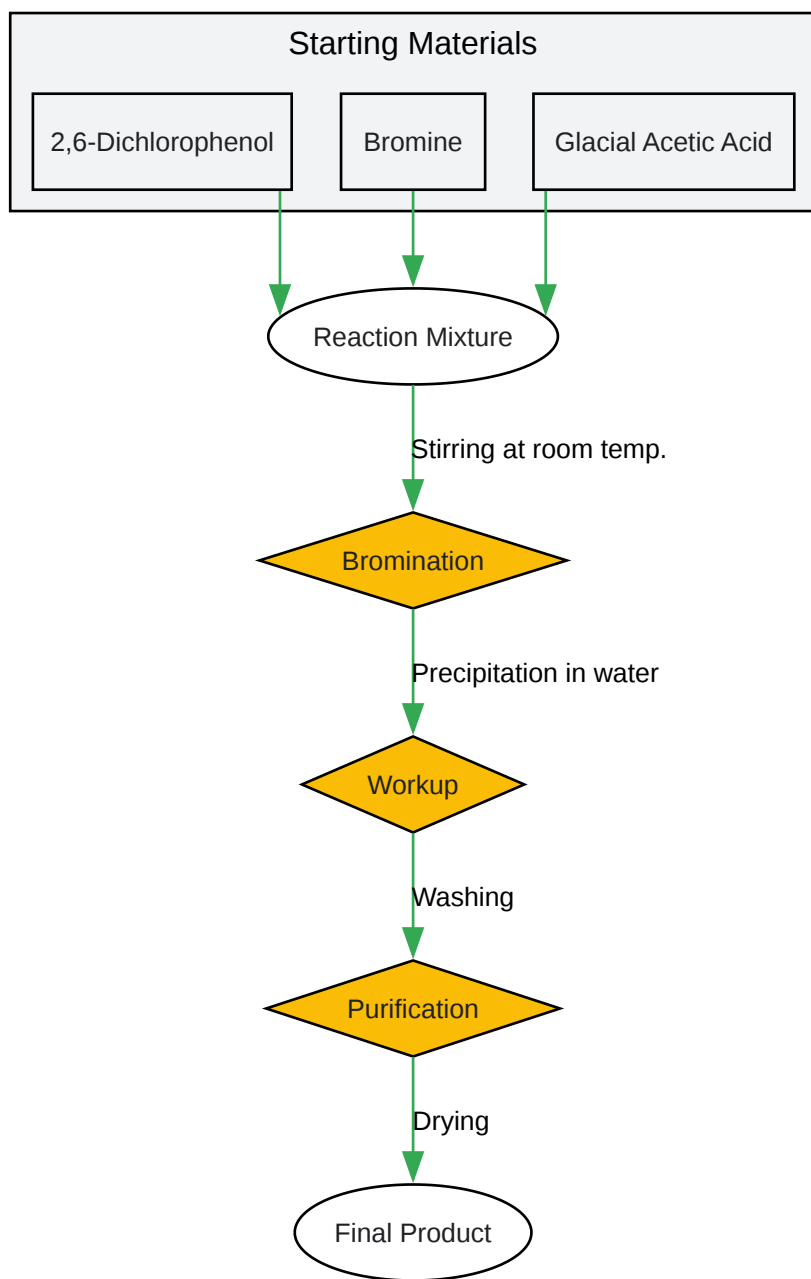 Starting Materials
2,6-Dichlorophenol
Bromine
Glacial Acetic Acid
Reaction Mixture
Stirring at room temp.
Bromination
Precipitation in water
Workup
Washing
Purification
Drying
Final Product